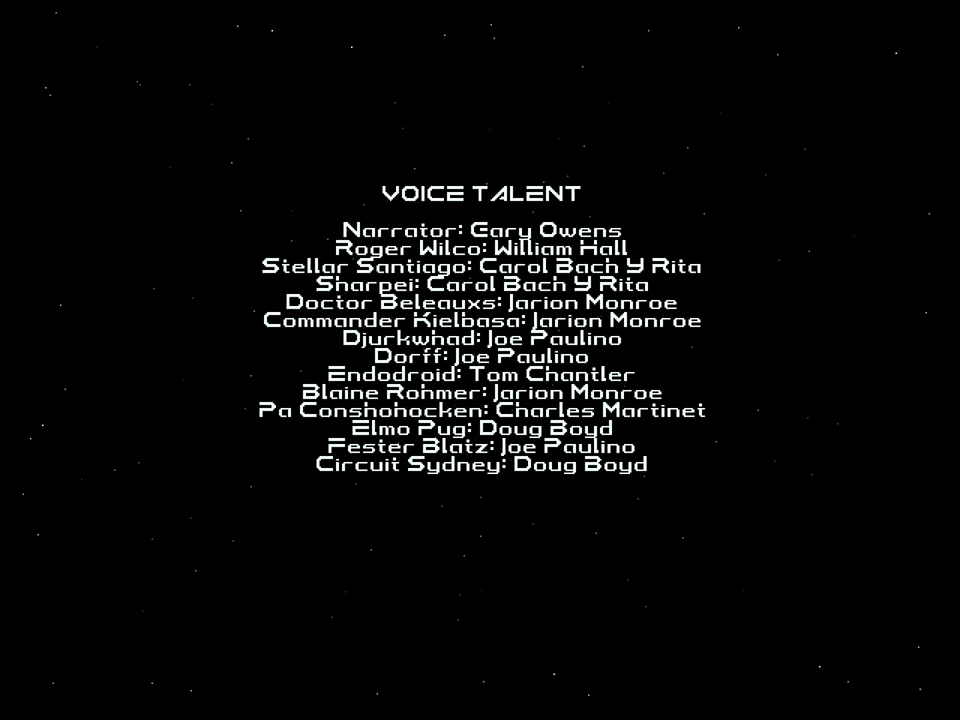 VOICE TALENT
Narrator: Gary Owens
Roger Wilco: William Hall
Stellar Santiago: Carol Bach Y Rita
Sharpei: Carol Bach Y Rita
Doctor Beleauxs: Jarion Monroe
Commander Kielbasa: Jarion Monroe
Djurkwhad: Joe Paulino
Dorff: Joe Paulino
Endodroid: Tom Chantler
Blaine Rohmer: Jarion Monroe
Pa Conshohocken: Charles Martinet
Elmo Pug: Doug Boyd
Fester Blatz: Joe Paulino
Circuit Sydney: Doug Boyd